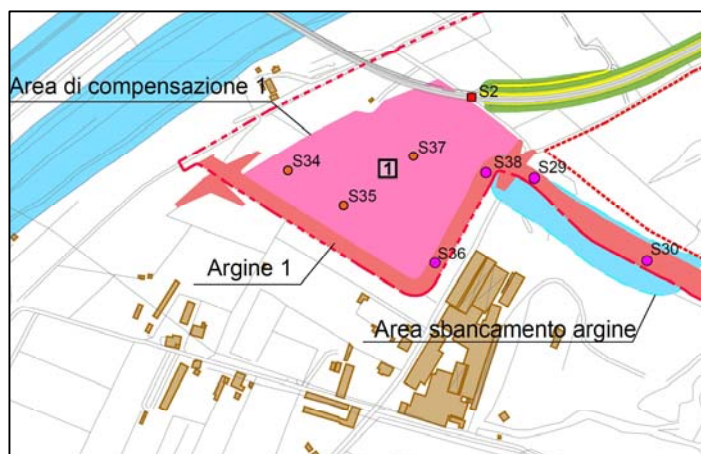 Area di compensazione 1
S2
S37
S34
1
S38
S29
S35
S36
S30
Argine 1
Area sbancamento argine